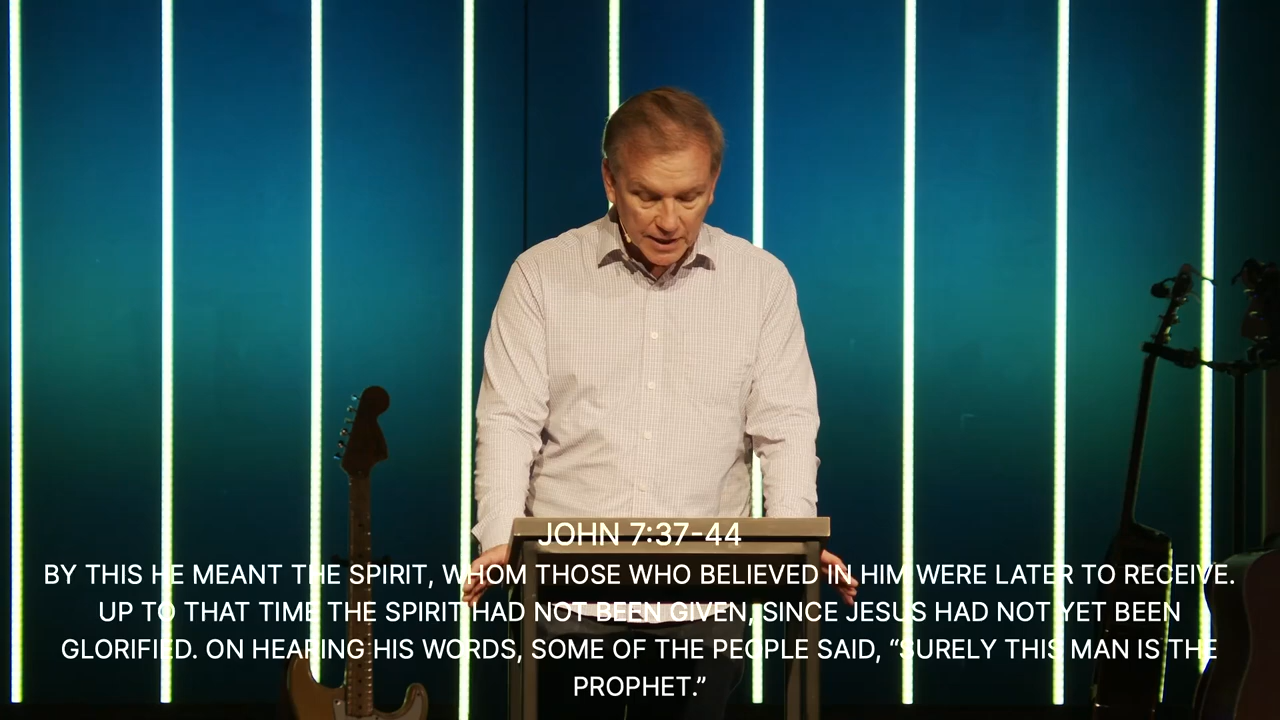 JOHN 7:37-44
BY THIS HE MEANT THE SPIRIT, WHOM THOSE WHO BELIEVED IN HIM WERE LATER TO RECEIVE.
UP TO THAT TIME THE SPIRIT HAD NOT BEEN GIVEN, SINCE JESUS HAD NOT YET BEEN
GLORIFIED. ON HEARING HIS WORDS, SOME OF THE PEOPLE SAID, “SURELY THIS MAN IS THE
PROPHET.”